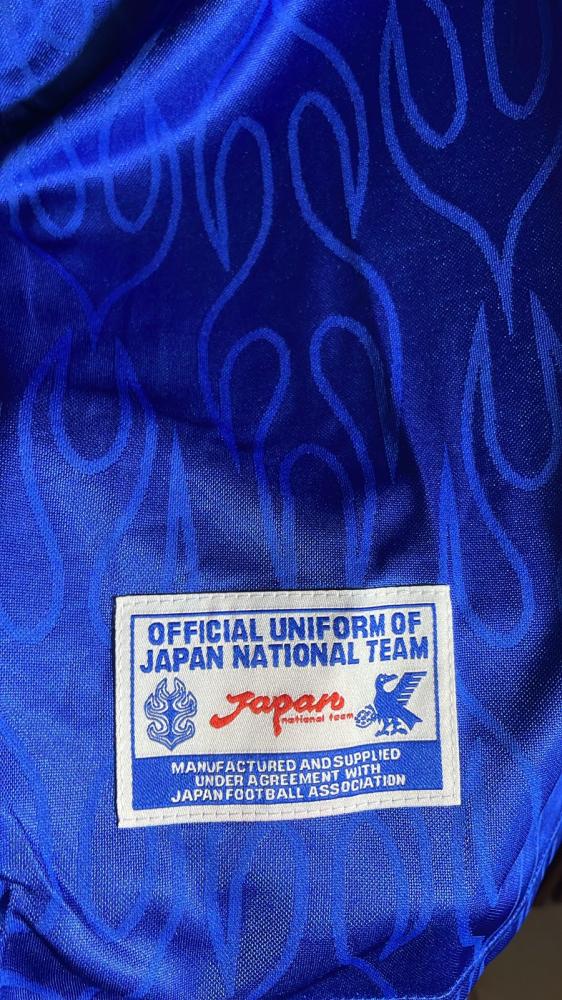 OFFICIAL UNIFORM OF
JAPAN NATIONAL TEAM
Japan
national team
MANUFACTURED AND SUPPLIED
UNDER AGREEMENT WITH
JAPAN FOOTBALL ASSOCIATION